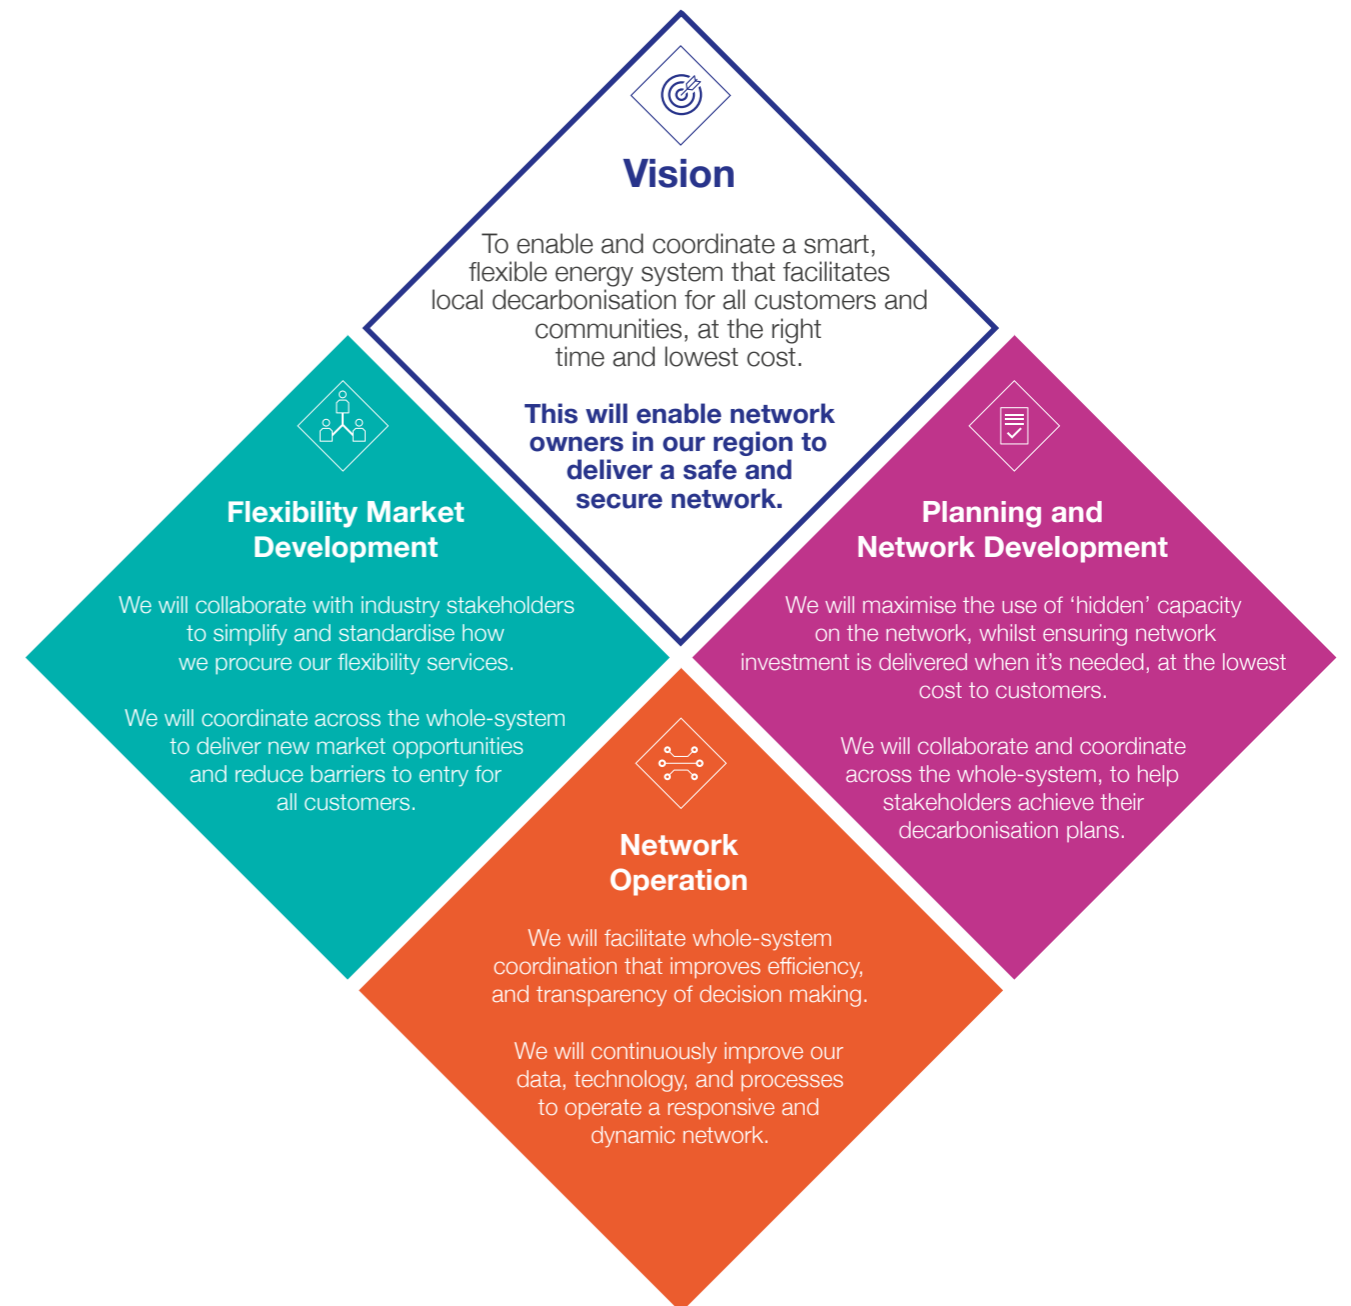 Vision
To enable and coordinate a smart,
flexible energy system that facilitates
local decarbonisation for all customers and
communities, at the right
time and lowest cost.
This will enable network
owners in our region to
deliver a safe and
secure network.
Flexibility Market
Development
We will collaborate with industry stakeholders
to simplify and standardise how
we procure our flexibility services.
We will coordinate across the whole-system
to deliver new market opportunities
and reduce barriers to entry for
all customers.
Planning and
Network Development
We will maximise the use of ‘hidden’ capacity
on the network, whilst ensuring network
investment is delivered when it’s needed, at the lowest
cost to customers.
We will collaborate and coordinate
across the whole-system, to help
stakeholders achieve their
decarbonisation plans.
Network
Operation
We will facilitate whole-system
coordination that improves efficiency,
and transparency of decision making.
We will continuously improve our
data, technology, and processes
to operate a responsive and
dynamic network.